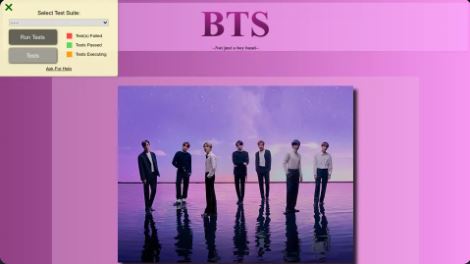 Select Test Suite:
---
Run Tests
Tests
Test(s) Failed
Tests Passed
Tests Executing
Ask For Help
BTS
--Not just a boy band--